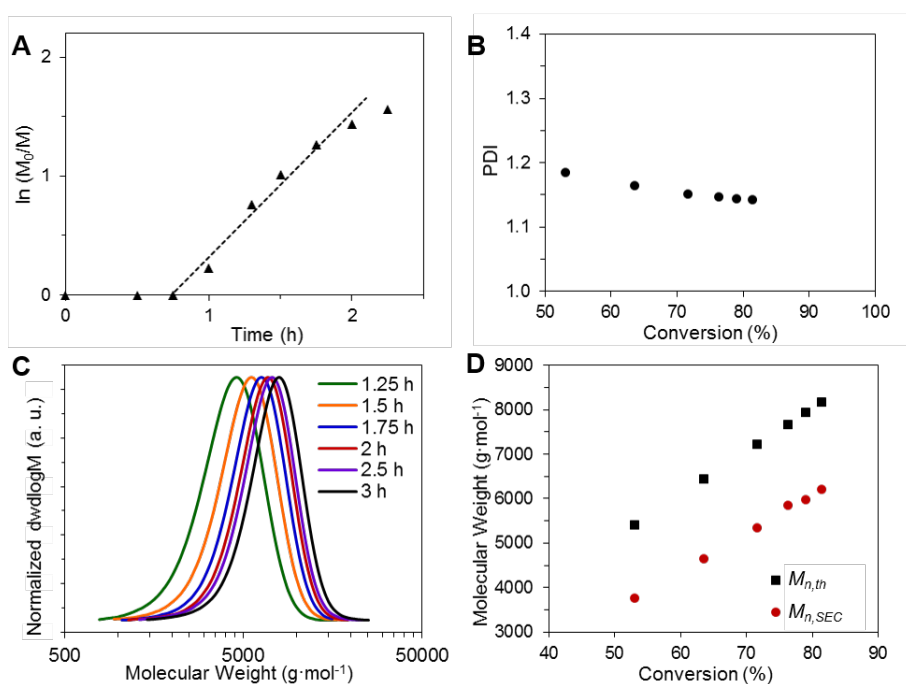 A
ln (M₀/M)
2
1
0
0
1
2
Time (h)
B
PDI
1.4
1.3
1.2
1.1
1.0
50 60 70 80 90 100
Conversion (%)
C
Normalized dwdlogM (a. u.)
1.25 h
1.5 h
1.75 h
2 h
2.5 h
3 h
500 5000 50000
Molecular Weight (g·mol⁻¹)
D
Molecular Weight (g·mol⁻¹)
9000
8000
7000
6000
5000
4000
3000
Mn,th
Mn,SEC
40 50 60 70 80 90
Conversion (%)